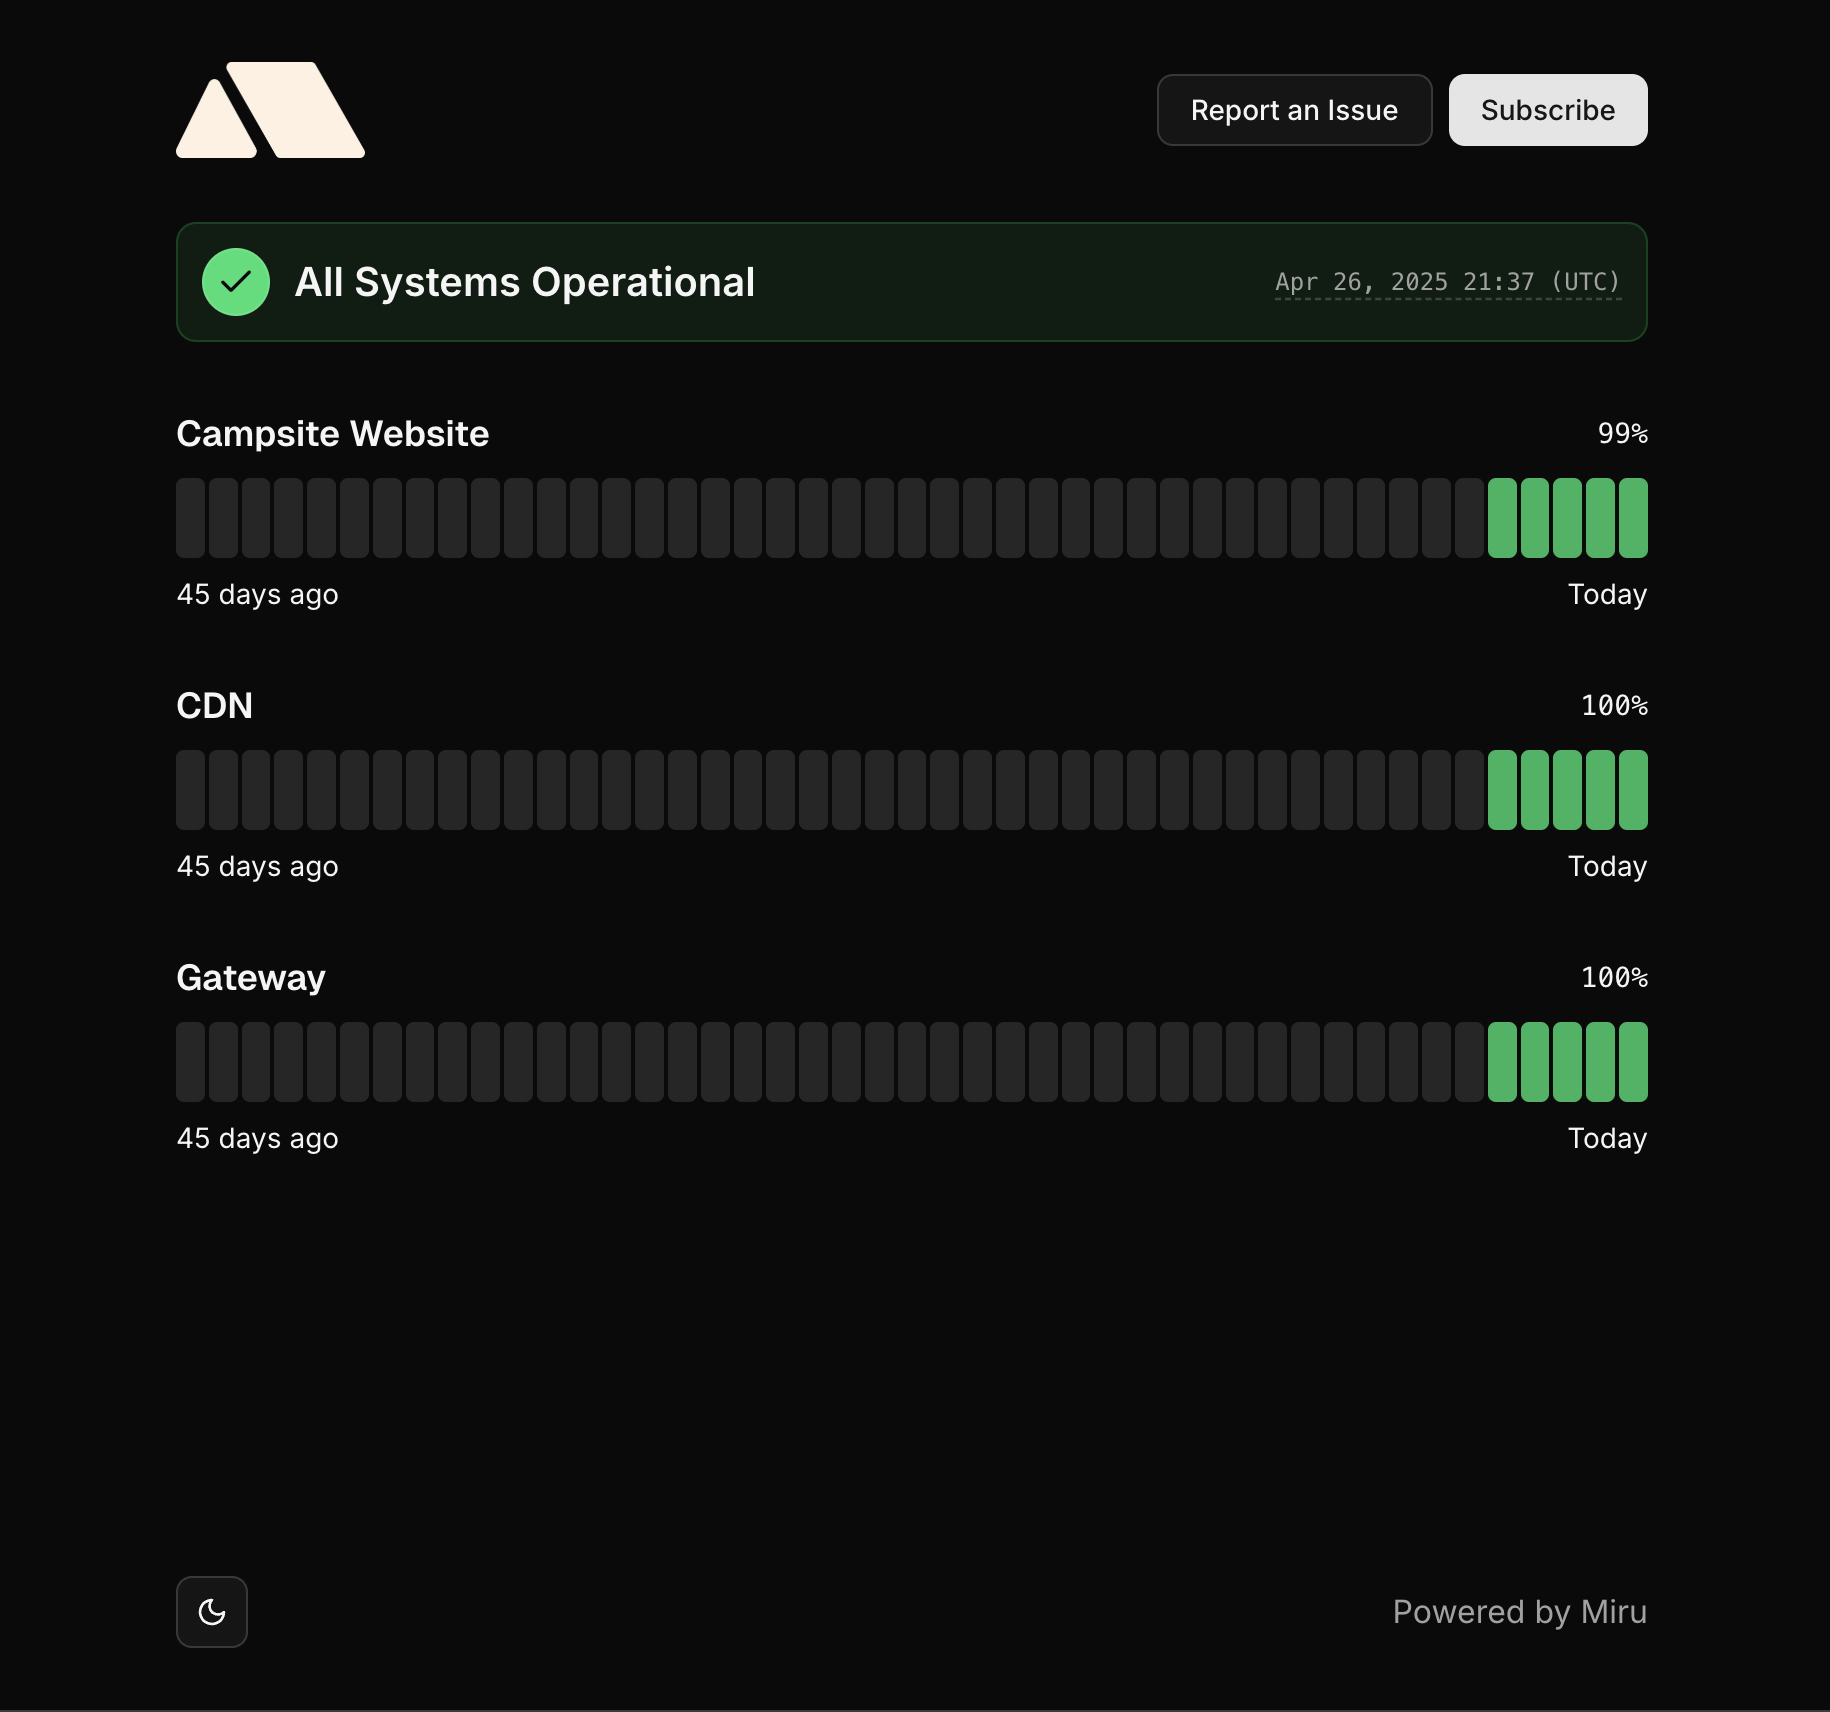 Report an Issue
Subscribe
All Systems Operational
Apr 26, 2025 21:37 (UTC)
Campsite Website
99%
45 days ago
Today
CDN
100%
45 days ago
Today
Gateway
100%
45 days ago
Today
Powered by Miru